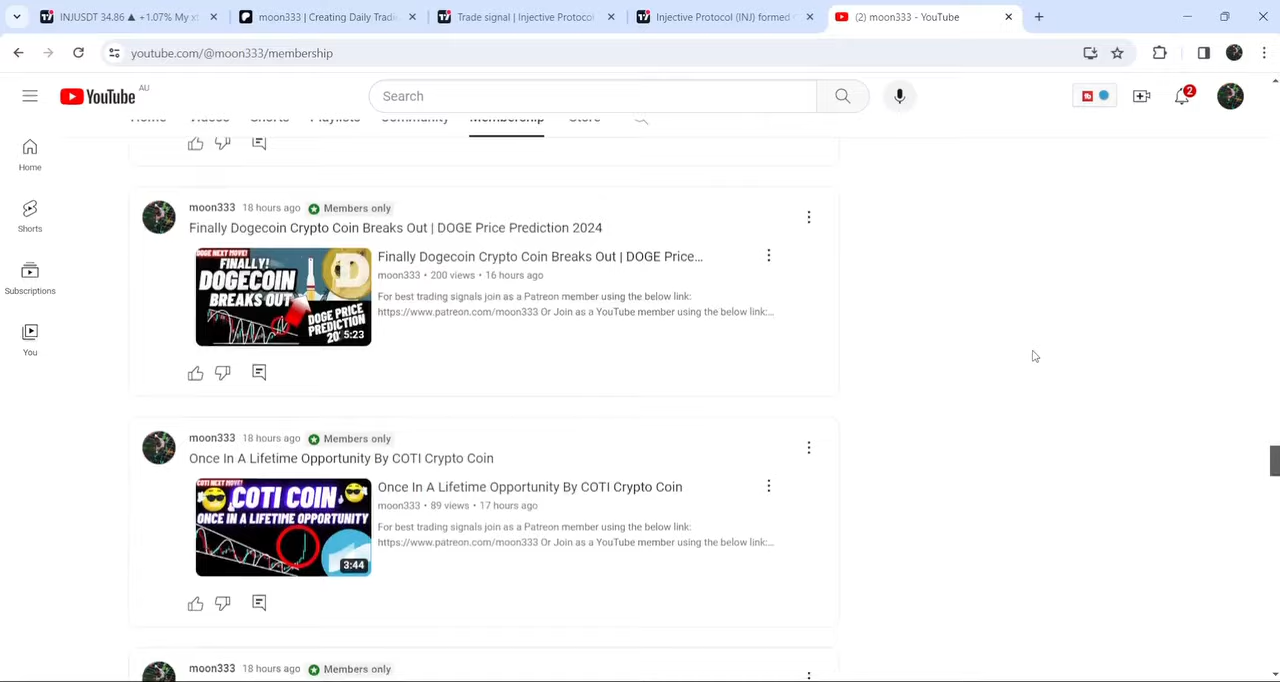 INJUSDT 34.86 ▲ +1.07% My xt
moon333 | Creating Daily Tradi
Trade signal | Injective Protocol
Injective Protocol (INJ) formed
(2) moon333 - YouTube
youtube.com/@moon333/membership
YouTube AU
Search
2
Home Videos Shorts Playlists Community Membership Store
Home
Shorts
Subscriptions
You
moon333 18 hours ago Members only
Finally Dogecoin Crypto Coin Breaks Out | DOGE Price Prediction 2024
DOGE NEXT MOVE!
FINALLY!
DOGECOIN
BREAKS OUT
DOGE PRICE
PREDICTION
5:23
Finally Dogecoin Crypto Coin Breaks Out | DOGE Price...
moon333 • 200 views • 16 hours ago
For best trading signals join as a Patreon member using the below link:
https://www.patreon.com/moon333 Or Join as a YouTube member using the below link:...
moon333 18 hours ago Members only
Once In A Lifetime Opportunity By COTI Crypto Coin
COTI NEXT MOVE!
COTI COIN
ONCE IN A LIFETIME OPPORTUNITY
3:44
Once In A Lifetime Opportunity By COTI Crypto Coin
moon333 • 89 views • 17 hours ago
For best trading signals join as a Patreon member using the below link:
https://www.patreon.com/moon333 Or Join as a YouTube member using the below link:...
moon333 18 hours ago Members only